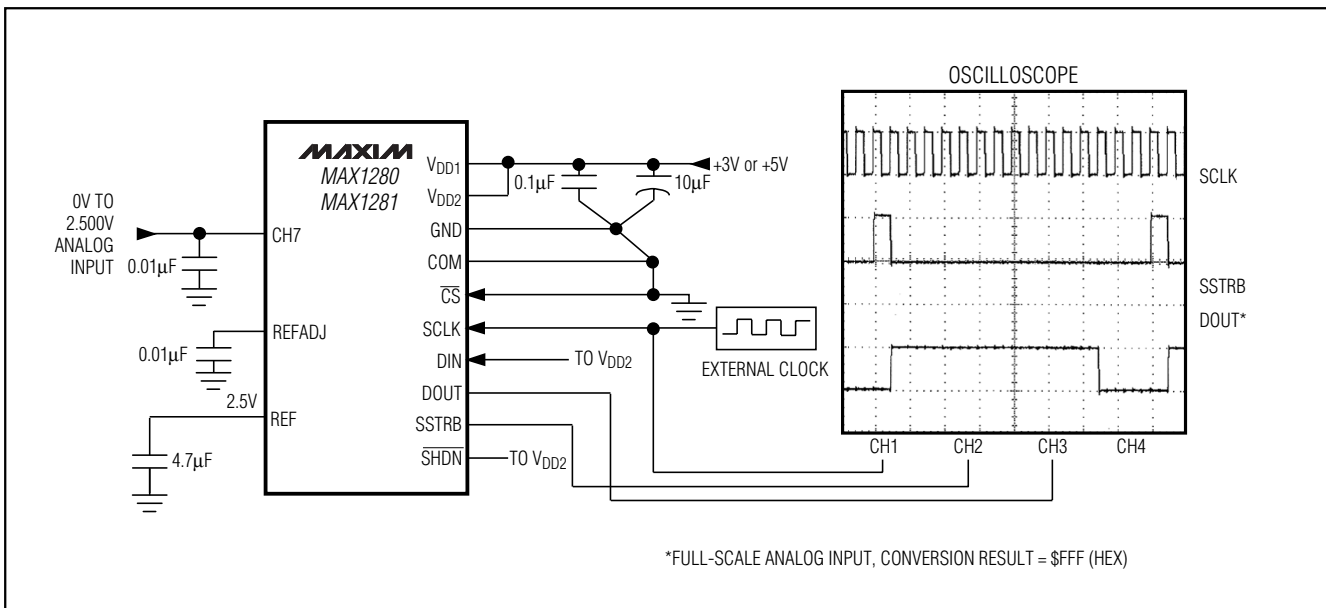 OSCILLOSCOPE
MAXIM
MAX1280
MAX1281
VDD1
VDD2
GND
COM
CS
SCLK
DIN
DOUT
SSTRB
SHDN
CH7
REFADJ
REF
0V TO
2.500V
ANALOG
INPUT
0.01µF
0.01µF
2.5V
4.7µF
0.1µF
10µF
+3V or +5V
EXTERNAL CLOCK
TO VDD2
TO VDD2
SCLK
SSTRB
DOUT*
CH1
CH2
CH3
CH4
*FULL-SCALE ANALOG INPUT, CONVERSION RESULT = $FFF (HEX)